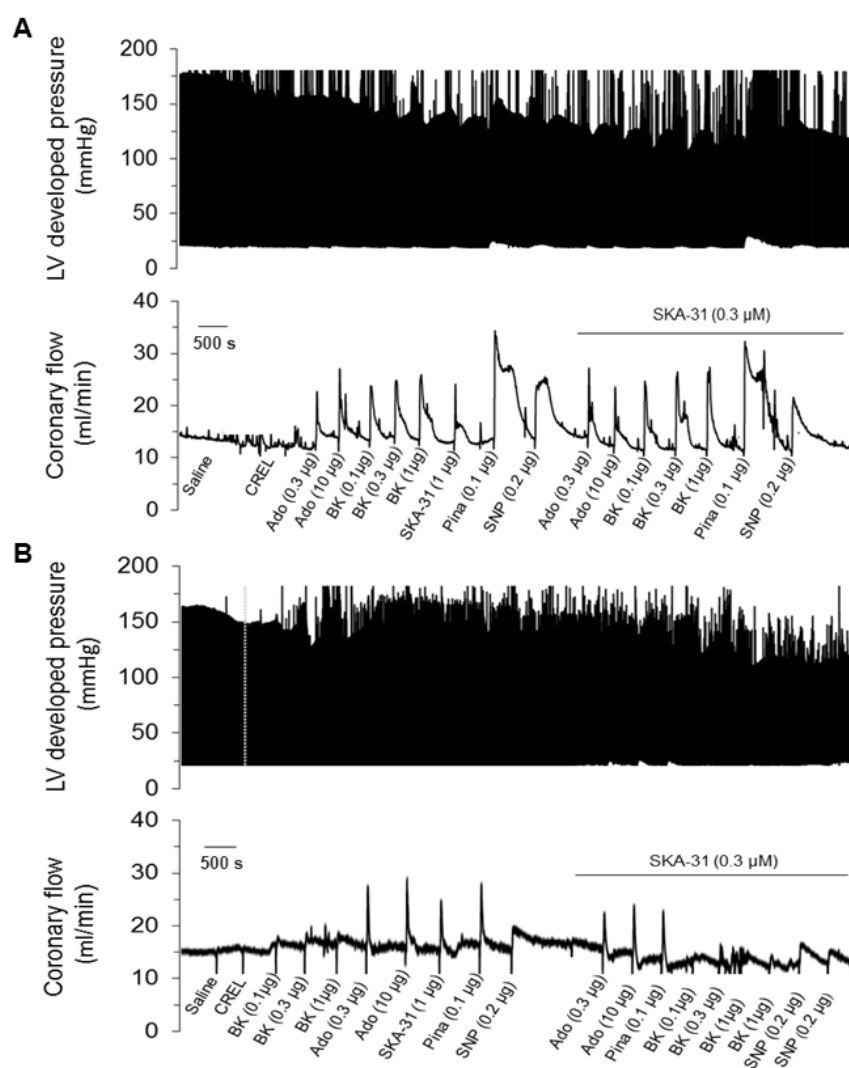 A
LV developed pressure
(mmHg)
200
150
100
50
0
Coronary flow
(ml/min)
40
30
20
10
0
500 s
SKA-31 (0.3 µM)
Saline
CREL
Ado (0.3 µg)
Ado (10 µg)
BK (0.1µg)
BK (0.3 µg)
BK (1µg)
SKA-31 (1 µg)
Pina (0.1 µg)
SNP (0.2 µg)
Ado (0.3 µg)
Ado (10 µg)
BK (0.1µg)
BK (0.3 µg)
BK (1µg)
Pina (0.1 µg)
SNP (0.2 µg)
B
LV developed pressure
(mmHg)
200
150
100
50
0
Coronary flow
(ml/min)
40
30
20
10
0
500 s
SKA-31 (0.3 µM)
Saline
CREL
BK (0.1µg)
BK (0.3 µg)
BK (1µg)
Ado (0.3 µg)
Ado (10 µg)
SKA-31 (1 µg)
Pina (0.1 µg)
SNP (0.2 µg)
Ado (0.3 µg)
Ado (10 µg)
Pina (0.1 µg)
BK (0.1µg)
BK (0.3 µg)
BK (1µg)
BK (1µg)
SNP (0.2 µg)
SNP (0.2 µg)